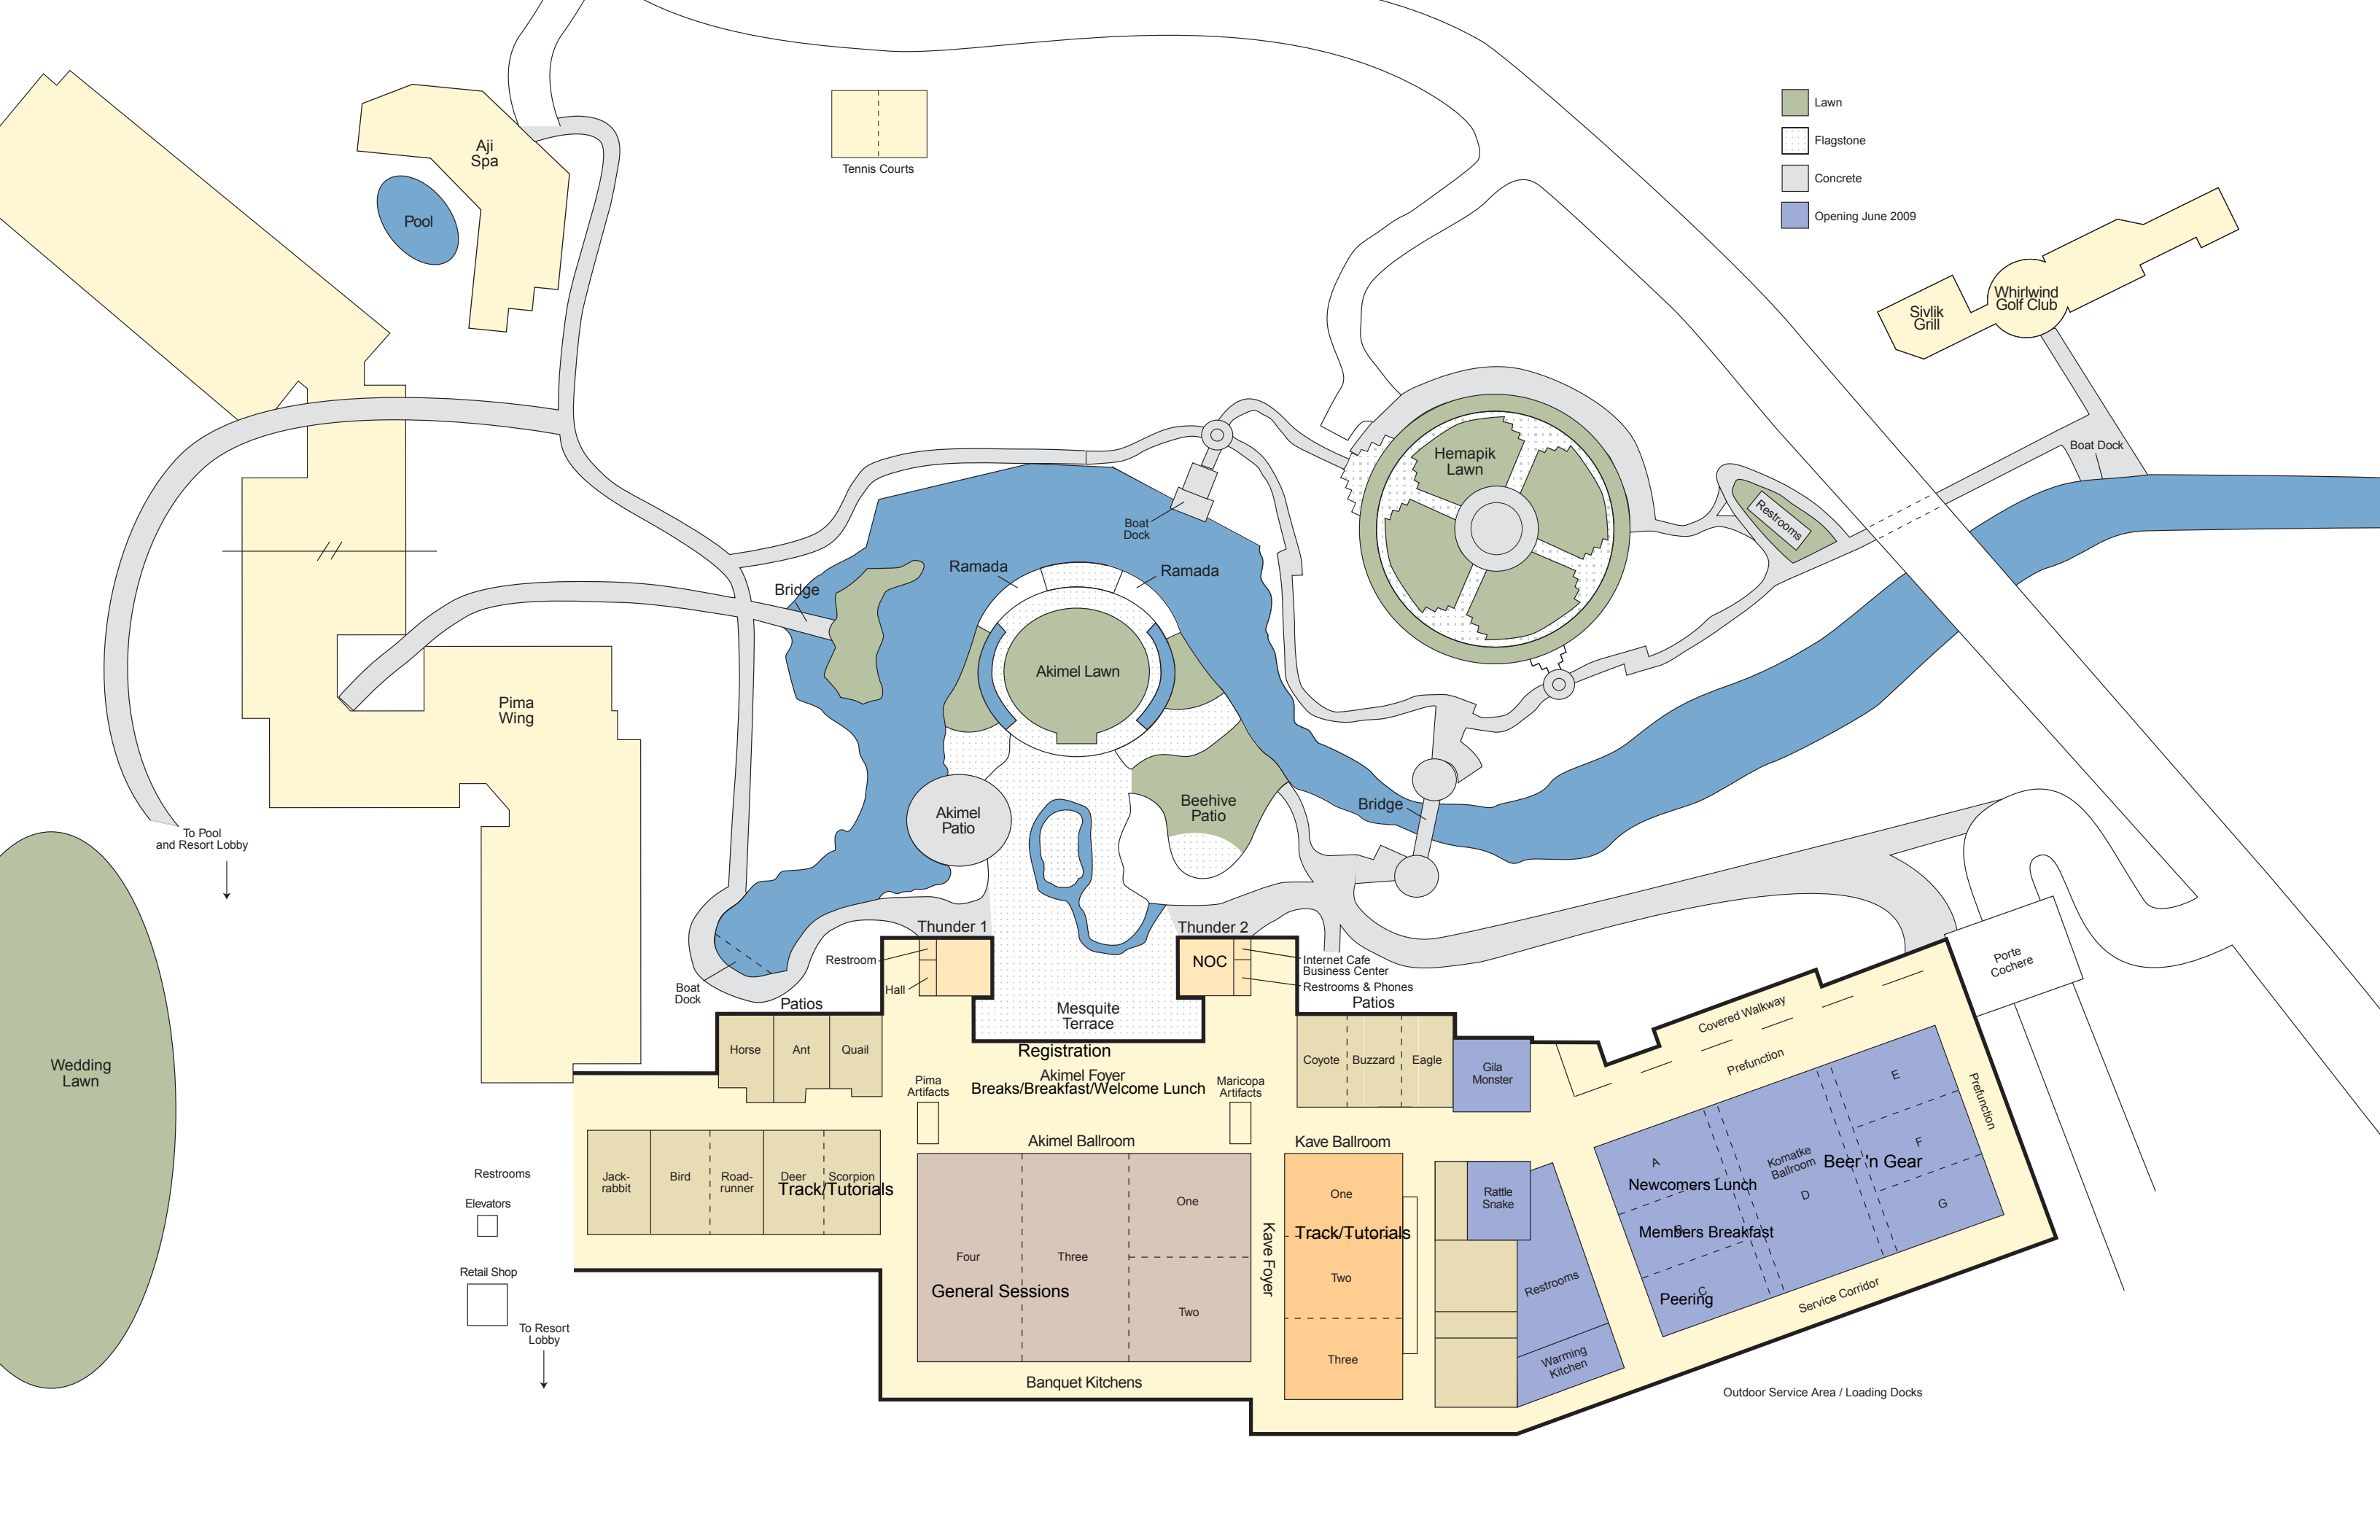 Lawn
Flagstone
Concrete
Opening June 2009
Aji
Spa
Pool
Tennis Courts
Whirlwind
Golf Club
Sivlik
Grill
Boat Dock
Hemapik
Lawn
Restrooms
Boat
Dock
Ramada
Ramada
Bridge
Akimel Lawn
Pima
Wing
Akimel
Patio
Beehive
Patio
Bridge
To Pool
and Resort Lobby
Thunder 1
Thunder 2
Restroom
Hall
NOC
Internet Cafe
Business Center
Restrooms & Phones
Porte
Cochere
Boat
Dock
Patios
Patios
Mesquite
Terrace
Covered Walkway
Prefunction
Prefunction
Horse
Ant
Quail
Registration
Akimel Foyer
Breaks/Breakfast/Welcome Lunch
Pima
Artifacts
Maricopa
Artifacts
Coyote
Buzzard
Eagle
Gila
Monster
Wedding
Lawn
Akimel Ballroom
Kave Ballroom
Restrooms
Elevators
Retail Shop
To Resort
Lobby
Jack-
rabbit
Bird
Road-
runner
Deer
Scorpion
Track/Tutorials
One
Two
Three
Four
General Sessions
Banquet Kitchens
Kave Foyer
One
Track/Tutorials
Two
Three
Rattle
Snake
Restrooms
Warming
Kitchen
A
Newcomers Lunch
B
Members Breakfast
C
Peering
Komatke
Ballroom
D
Beer 'n Gear
E
F
G
Service Corridor
Outdoor Service Area / Loading Docks